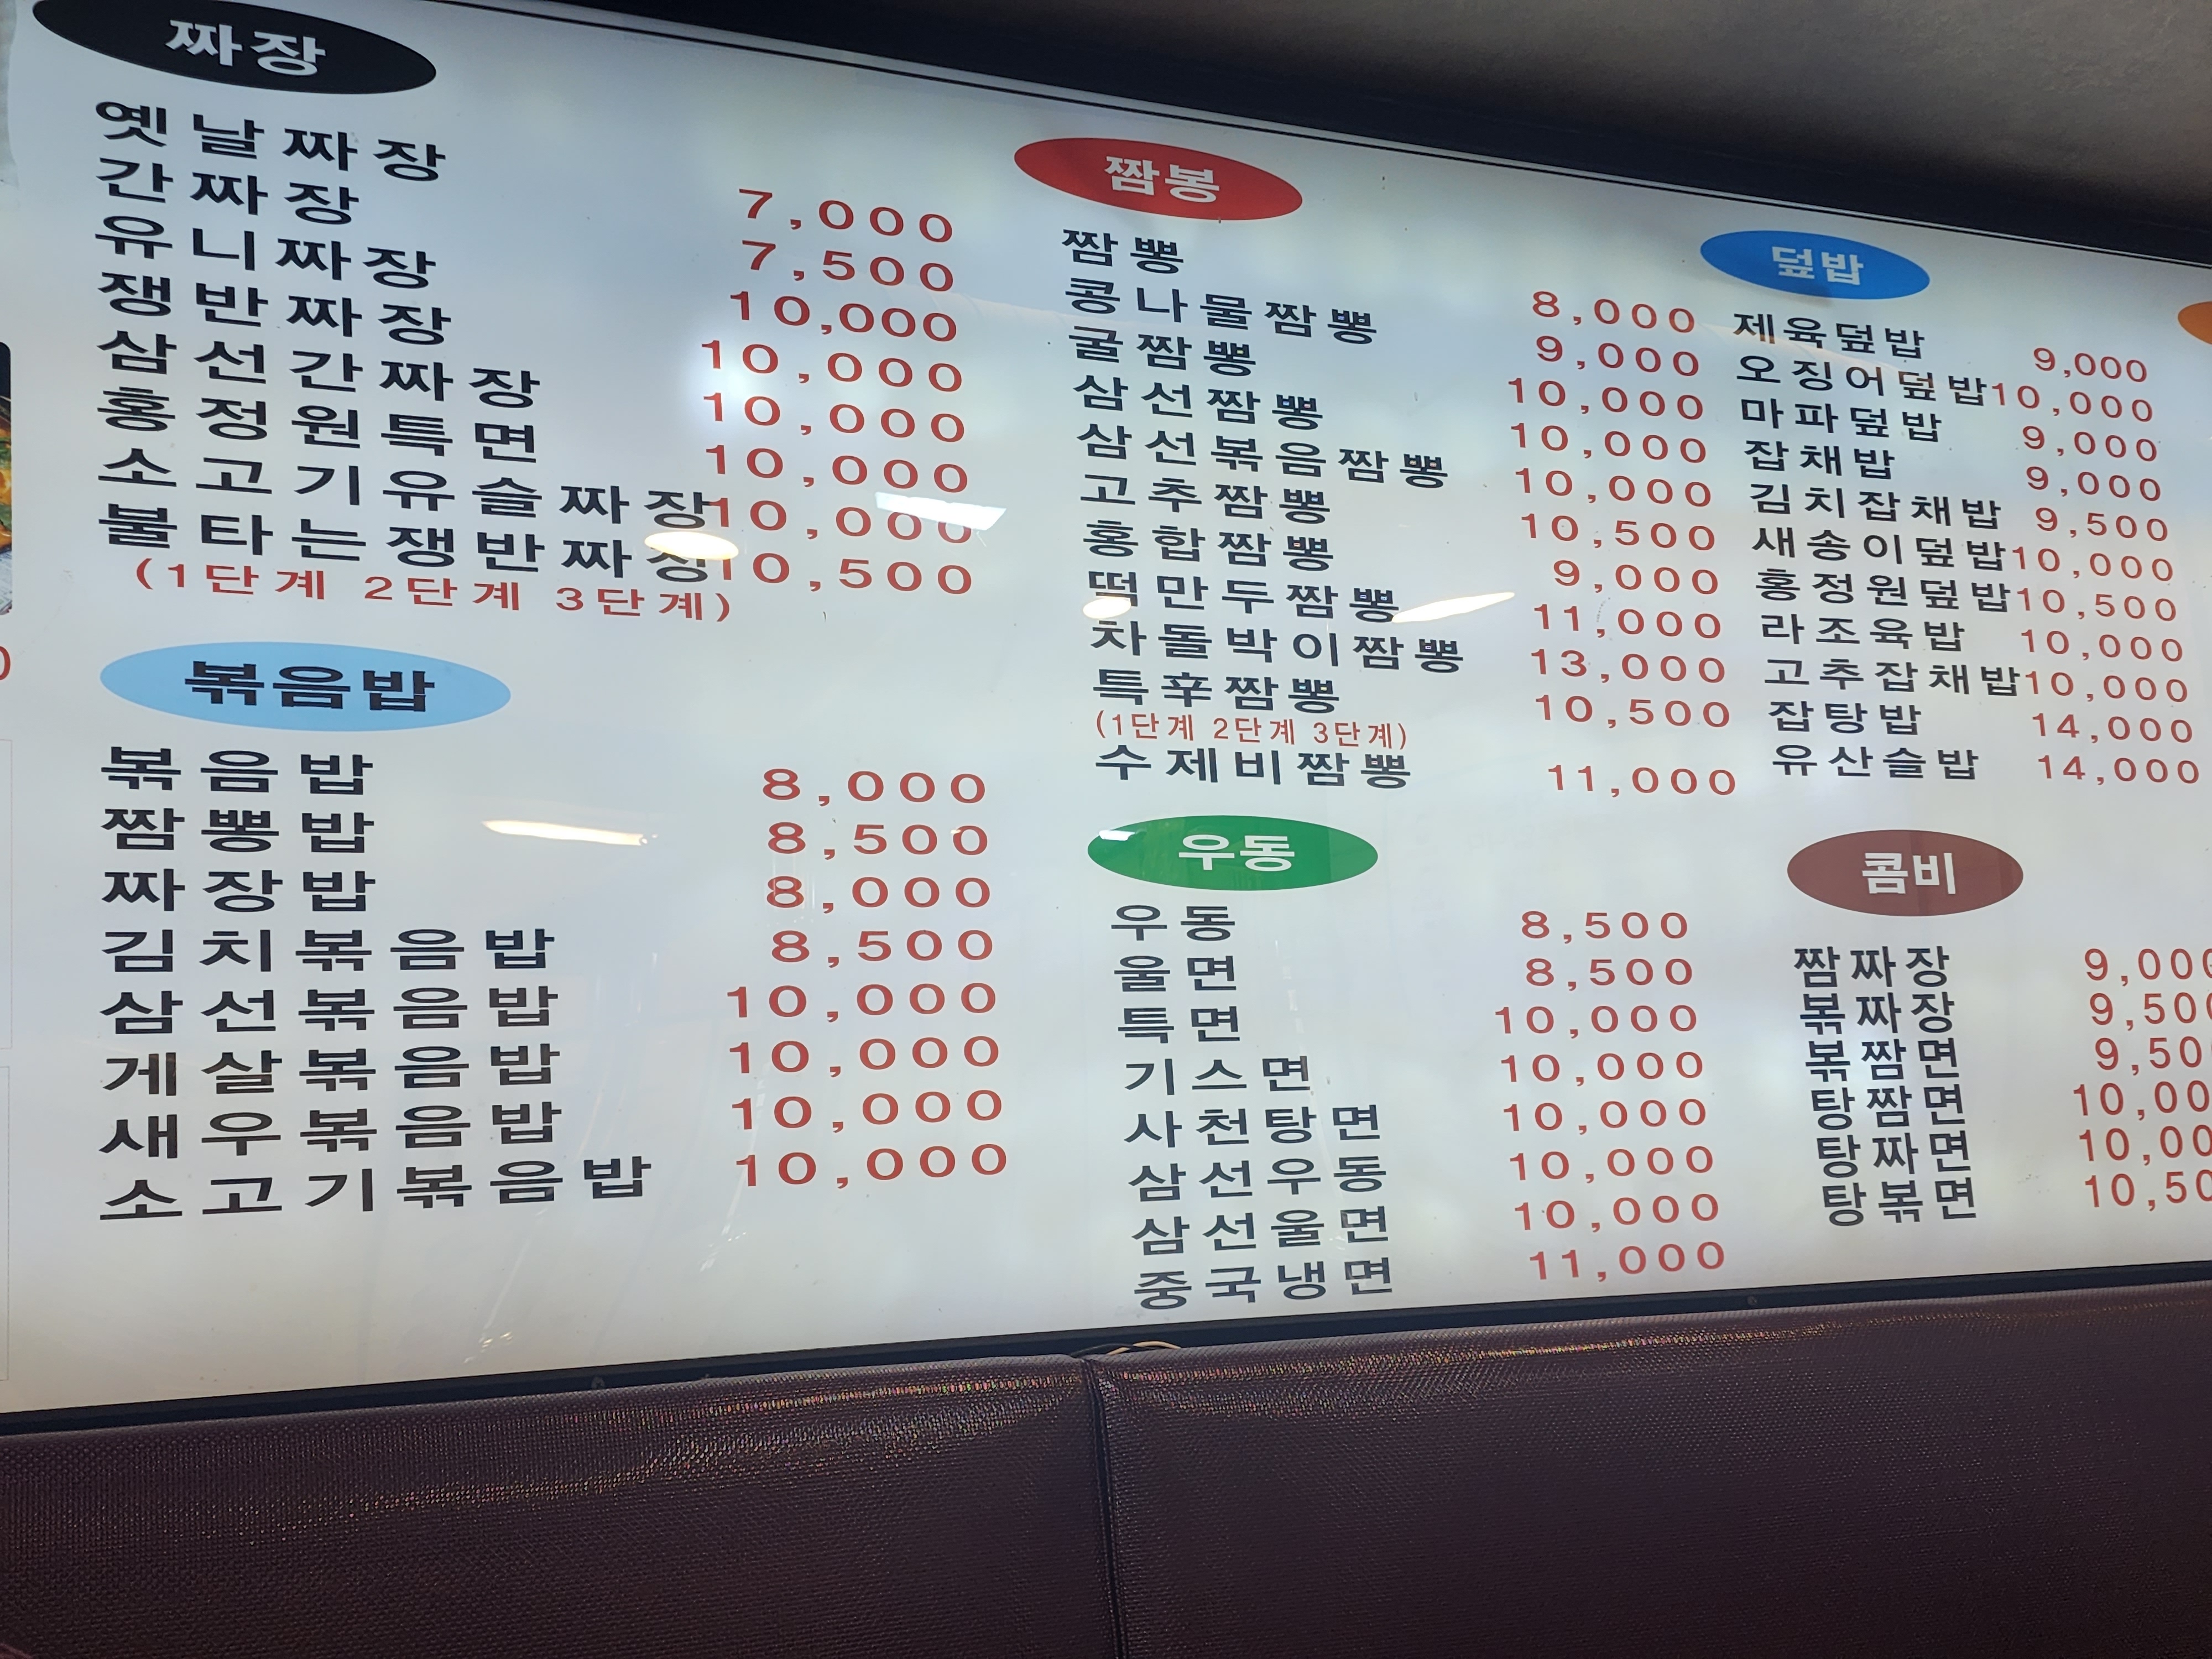 짜장
옛날짜장 7,000
간짜장 7,500
유니짜장 10,000
쟁반짜장 10,000
삼선간짜장 10,000
홍정원특면 10,000
소고기유슬짜장 10,000
불타는쟁반짜장 10,500
(1단계 2단계 3단계)
볶음밥
볶음밥 8,000
짬뽕밥 8,500
짜장밥 8,000
김치볶음밥 8,500
삼선볶음밥 10,000
게살볶음밥 10,000
새우볶음밥 10,000
소고기볶음밥 10,000
짬봉
짬뽕 8,000
콩나물짬뽕 9,000
굴짬뽕 10,000
삼선짬뽕 10,000
삼선볶음짬뽕 10,000
고추짬뽕 10,500
홍합짬뽕 9,000
떡만두짬뽕 11,000
차돌박이짬뽕 13,000
특辛짬뽕 10,500
(1단계 2단계 3단계)
수제비짬뽕 11,000
우동
우동 8,500
울면 8,500
특면 10,000
기스면 10,000
사천탕면 10,000
삼선우동 10,000
삼선울면 10,000
중국냉면 11,000
덮밥
제육덮밥 9,000
오징어덮밥 10,000
마파덮밥 9,000
잡채밥 9,000
김치잡채밥 9,500
새송이덮밥 10,000
홍정원덮밥 10,500
라조육밥 10,000
고추잡채밥 10,000
잡탕밥 14,000
유산슬밥 14,000
콤비
짬짜장 9,000
볶짜장 9,500
볶짬면 9,50
탕짬면 10,00
탕짜면 10,00
탕볶면 10,50